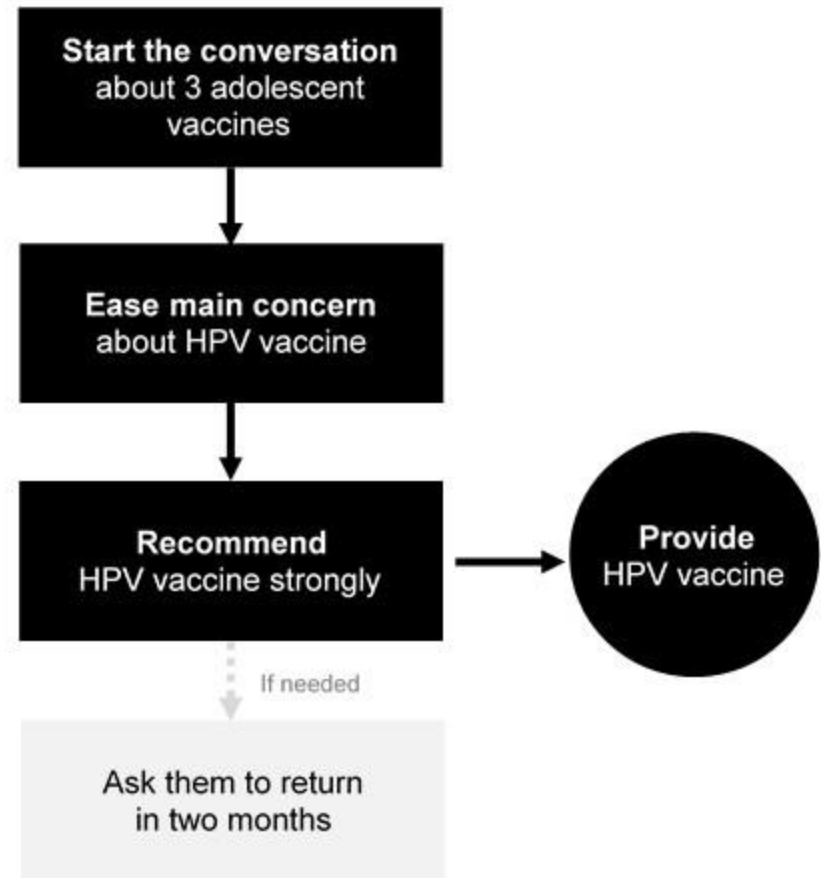 Start the conversation
about 3 adolescent
vaccines
Ease main concern
about HPV vaccine
Recommend
HPV vaccine strongly
Provide
HPV vaccine
If needed
Ask them to return
in two months